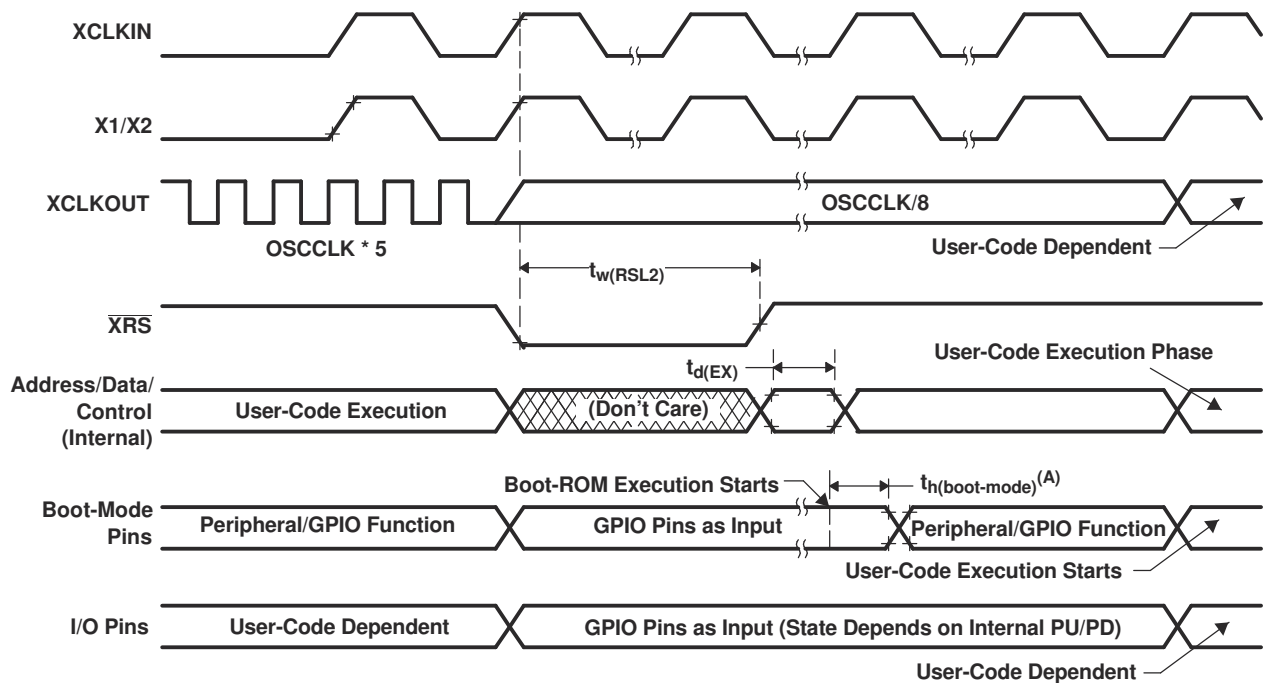 XCLKIN
X1/X2
XCLKOUT
OSCCLK/8
OSCCLK * 5
User-Code Dependent
tw(RSL2)
XRS
User-Code Execution Phase
td(EX)
Address/Data/
Control
(Internal)
User-Code Execution
(Don't Care)
Boot-ROM Execution Starts
th(boot-mode)(A)
Boot-Mode
Pins
Peripheral/GPIO Function
GPIO Pins as Input
Peripheral/GPIO Function
User-Code Execution Starts
I/O Pins
User-Code Dependent
GPIO Pins as Input (State Depends on Internal PU/PD)
User-Code Dependent